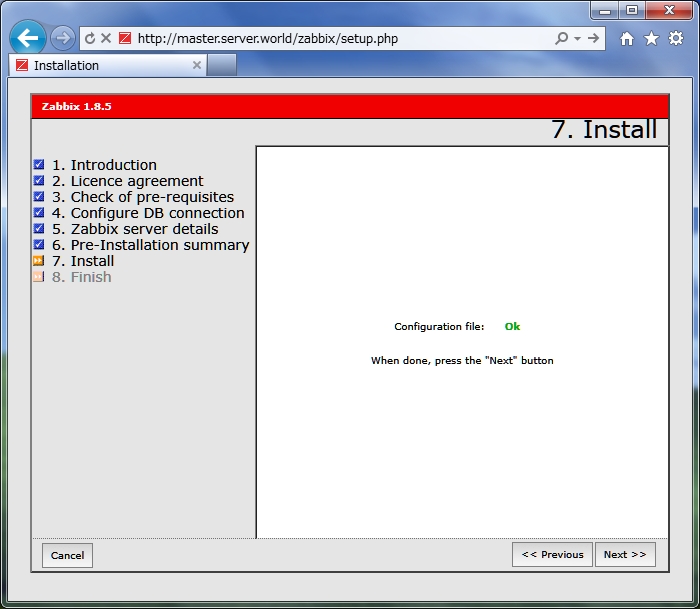 http://master.server.world/zabbix/setup.php
Installation
Zabbix 1.8.5
7. Install
1. Introduction
2. Licence agreement
3. Check of pre-requisites
4. Configure DB connection
5. Zabbix server details
6. Pre-Installation summary
7. Install
8. Finish
Configuration file: Ok
When done, press the "Next" button
Cancel
<< Previous
Next >>